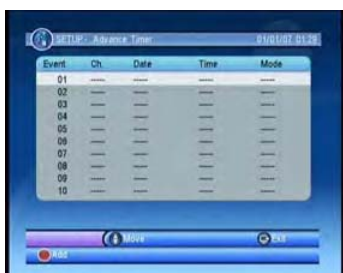 SETUP - Advance Timer 01/01/07 01:29
Event Ch. Date Time Mode
01 ---- ---- ---- ----
02 ---- ---- ---- ----
03 ---- ---- ---- ----
04 ---- ---- ---- ----
05 ---- ---- ---- ----
06 ---- ---- ---- ----
07 ---- ---- ---- ----
08 ---- ---- ---- ----
09 ---- ---- ---- ----
10 ---- ---- ---- ----
Move Exit
Add